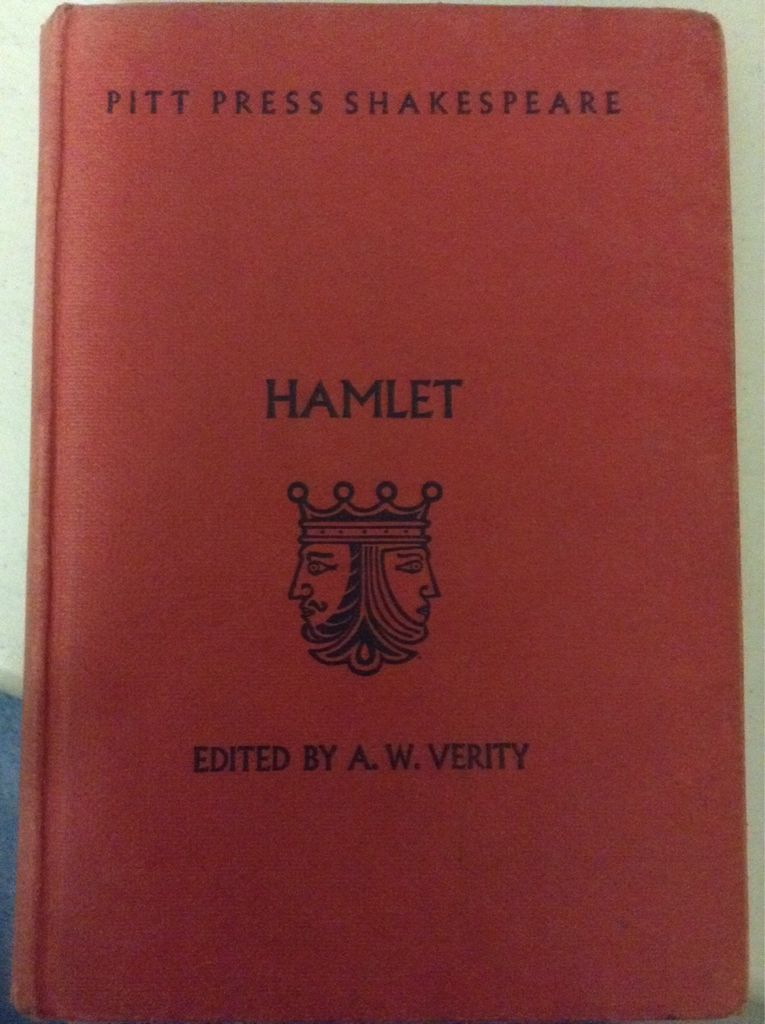 PITT PRESS SHAKESPEARE
HAMLET
EDITED BY A. W. VERITY